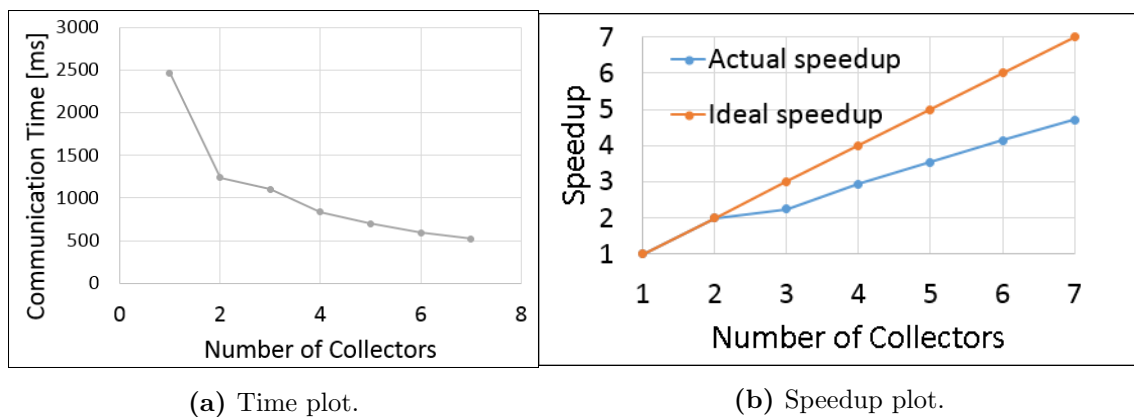 Communication Time [ms]
3000
2500
2000
1500
1000
500
0
0 2 4 6 8
Number of Collectors
(a) Time plot.
Speedup
7
6
5
4
3
2
1
Actual speedup
Ideal speedup
1 2 3 4 5 6 7
Number of Collectors
(b) Speedup plot.